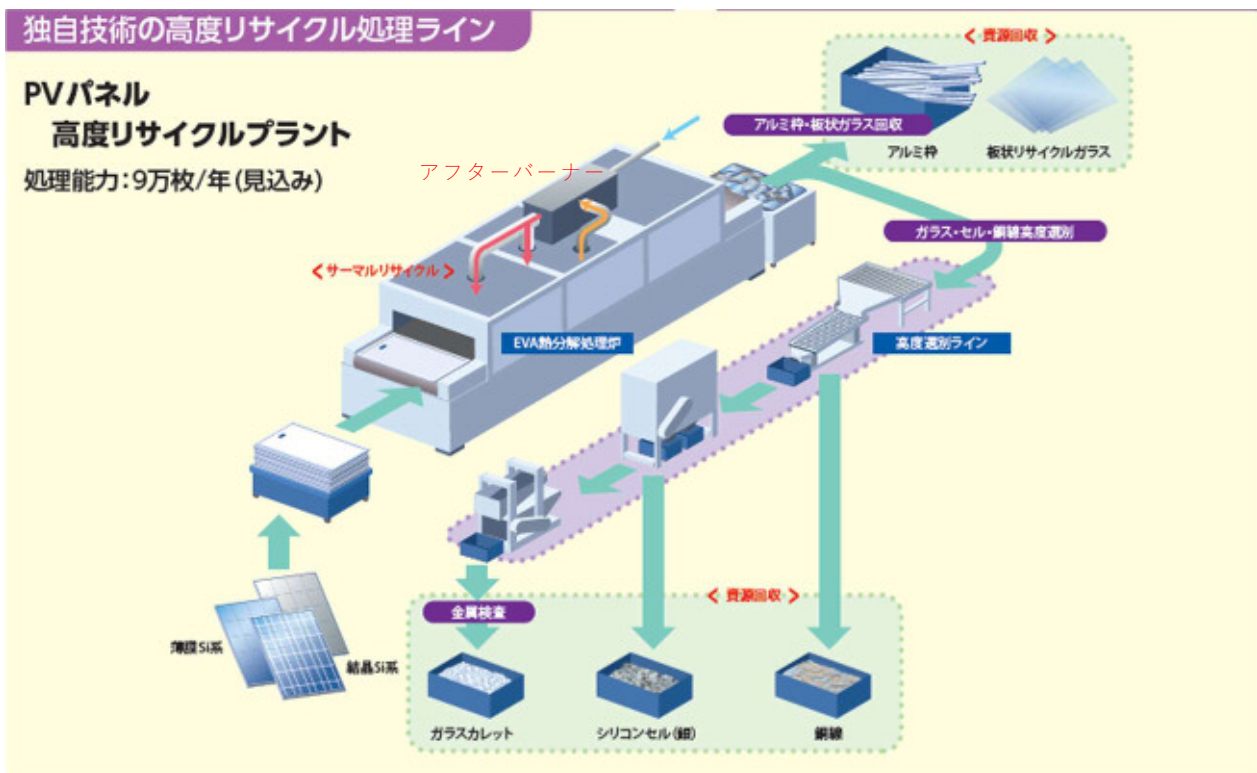 独自技術の高度リサイクル処理ライン
PVパネル
高度リサイクルプラント
処理能力:9万枚/年(見込み)
アフターバーナー
<サーマルリサイクル>
EVA熱分解処理炉
<資源回収>
アルミ枠・板状ガラス回収
アルミ枠
板状リサイクルガラス
ガラス・セル・銅線高度選別
高度選別ライン
薄膜Si系
結晶Si系
<資源回収>
金属検査
ガラスカレット
シリコンセル(銀)
銅線